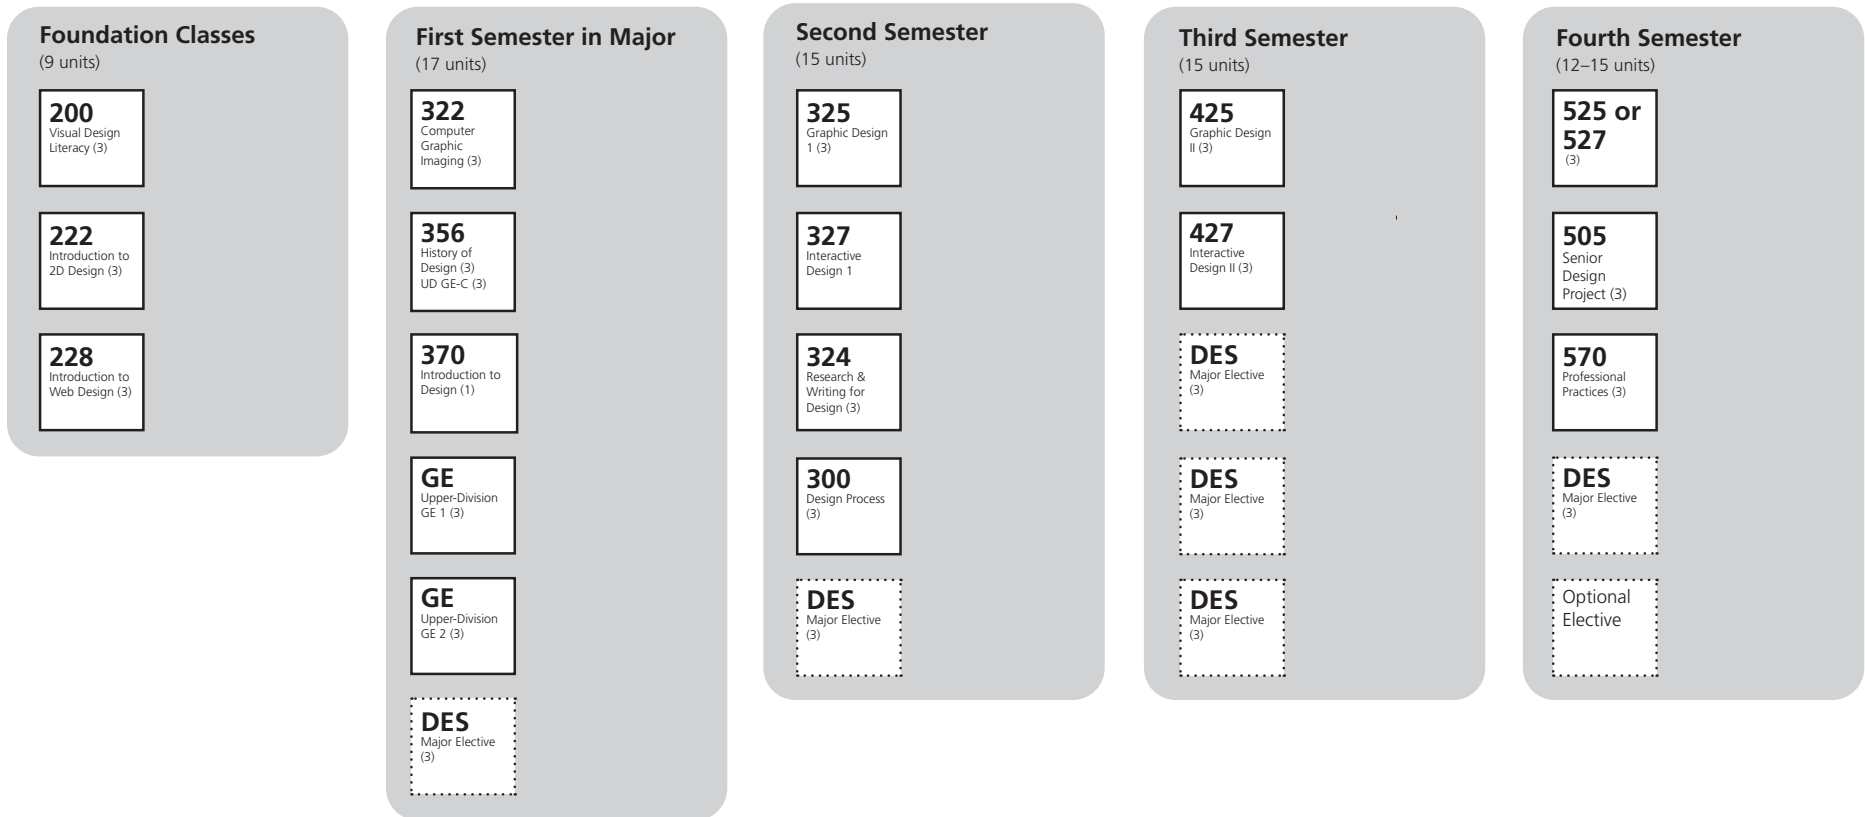 Foundation Classes
(9 units)
200
Visual Design
Literacy (3)
222
Introduction to
2D Design (3)
228
Introduction to
Web Design (3)
First Semester in Major
(17 units)
322
Computer
Graphic
Imaging (3)
356
History of
Design (3)
UD GE-C (3)
370
Introduction to
Design (1)
GE
Upper-Division
GE 1 (3)
GE
Upper-Division
GE 2 (3)
DES
Major Elective
(3)
Second Semester
(15 units)
325
Graphic Design
1 (3)
327
Interactive
Design 1
324
Research &
Writing for
Design (3)
300
Design Process
(3)
DES
Major Elective
(3)
Third Semester
(15 units)
425
Graphic Design
II (3)
427
Interactive
Design II (3)
DES
Major Elective
(3)
DES
Major Elective
(3)
DES
Major Elective
(3)
Fourth Semester
(12–15 units)
525 or
527
(3)
505
Senior
Design
Project (3)
570
Professional
Practices (3)
DES
Major Elective
(3)
Optional
Elective